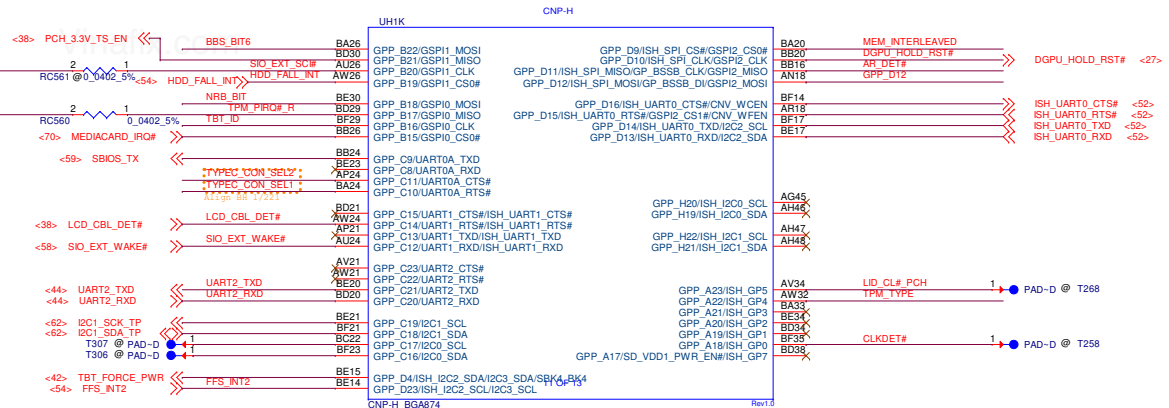 CNP-H
UH1K
<38> PCH_3.3V_TS_EN BBS_BIT6 BA26 GPP_B22/GSPI1_MOSI GPP_D9/ISH_SPI_CS#/GSPI2_CS0# BA20 MEM_INTERLEAVED
BD30 GPP_B21/GSPI1_MISO GPP_D10/ISH_SPI_CLK/GSPI2_CLK BB20 DGPU_HOLD_RST# DGPU_HOLD_RST# <27>
2 1 SIO_EXT_SCI# AU26 GPP_B20/GSPI1_CLK GPP_D11/ISH_SPI_MISO/GP_BSSB_CLK/GSPI2_MISO BB16 AR_DET#
RC561 @0_0402_5% <54> HDD_FALL_INT HDD_FALL_INT AW26 GPP_B19/GSPI1_CS0# GPP_D12/ISH_SPI_MOSI/GP_BSSB_DI/GSPI2_MOSI AN18 GPP_D12
NRB_BIT BE30 GPP_B18/GSPI0_MOSI GPP_D16/ISH_UART0_CTS#/CNV_WCEN BF14 ISH_UART0_CTS# <52>
2 1 TPM_PIRQ#_R BD29 GPP_B17/GSPI0_MISO GPP_D15/ISH_UART0_RTS#/GSPI2_CS1#/CNV_WFEN AR18 ISH_UART0_RTS# <52>
RC560 0_0402_5% TBT_ID BF29 GPP_B16/GSPI0_CLK GPP_D14/ISH_UART0_TXD/I2C2_SCL BF17 ISH_UART0_TXD <52>
<70> MEDIACARD_IRQ# BB26 GPP_B15/GSPI0_CS0# GPP_D13/ISH_UART0_RXD/I2C2_SDA BE17 ISH_UART0_RXD <52>
<59> SBIOS_TX BB24 GPP_C9/UART0A_TXD
BE23 GPP_C8/UART0A_RXD
TYPEC_CON_SEL2 AP24 GPP_C11/UART0A_CTS#
TYPEC_CON_SEL1 BA24 GPP_C10/UART0A_RTS#
Align BR 1/221
GPP_H20/ISH_I2C0_SCL AG45
BD21 GPP_C15/UART1_CTS#/ISH_UART1_CTS# GPP_H19/ISH_I2C0_SDA AH46
<38> LCD_CBL_DET# LCD_CBL_DET# AW24 GPP_C14/UART1_RTS#/ISH_UART1_RTS#
AP21 GPP_C13/UART1_TXD/ISH_UART1_TXD GPP_H22/ISH_I2C1_SCL AH47
<58> SIO_EXT_WAKE# SIO_EXT_WAKE# AU24 GPP_C12/UART1_RXD/ISH_UART1_RXD GPP_H21/ISH_I2C1_SDA AH48
AV21 GPP_C23/UART2_CTS#
AW21 GPP_C22/UART2_RTS#
<44> UART2_TXD UART2_TXD BE20 GPP_C21/UART2_TXD GPP_A23/ISH_GP5 AV34 LID_CL#_PCH 1 PAD~D @ T268
<44> UART2_RXD UART2_RXD BD20 GPP_C20/UART2_RXD GPP_A22/ISH_GP4 AW32 TPM_TYPE
GPP_A21/ISH_GP3 BA33
<62> I2C1_SCK_TP BE21 GPP_C19/I2C1_SCL GPP_A20/ISH_GP2 BE34
<62> I2C1_SDA_TP BF21 GPP_C18/I2C1_SDA GPP_A19/ISH_GP1 BD34
T307 @ PAD~D 1 BC22 GPP_C17/I2C0_SCL GPP_A18/ISH_GP0 BF35 CLKDET# 1 PAD~D @ T258
T306 @ PAD~D 1 BF23 GPP_C16/I2C0_SDA GPP_A17/SD_VDD1_PWR_EN#/ISH_GP7 BD38
<42> TBT_FORCE_PWR BE15 GPP_D4/ISH_I2C2_SDA/I2C3_SDA/SBK4_BK4
<54> FFS_INT2 FFS_INT2 BE14 GPP_D23/ISH_I2C2_SCL/I2C3_SCL 11 OF 13
CNP-H_BGA874 Rev1.0